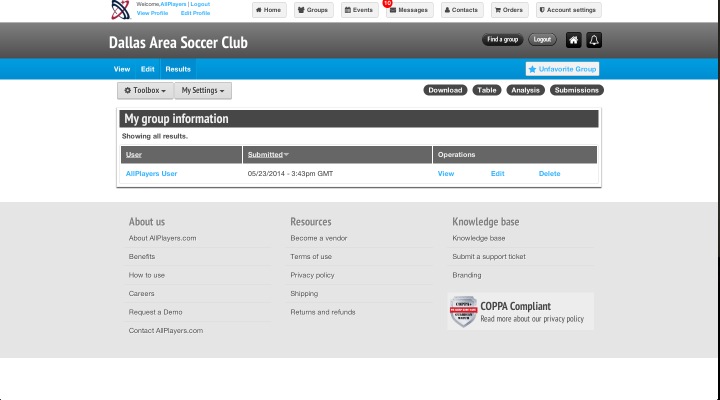 Welcome, AllPlayers | Logout
View Profile Edit Profile
Home Groups Events 10 Messages Contacts Orders Account settings
Dallas Area Soccer Club
Find a group Logout
View Edit Results
Unfavorite Group
Toolbox My Settings
Download Table Analysis Submissions
My group information
Showing all results.
User Submitted Operations
AllPlayers User 05/23/2014 - 3:43pm GMT View Edit Delete
About us Resources Knowledge base
About AllPlayers.com Become a vendor Knowledge base
Benefits Terms of use Submit a support ticket
How to use Privacy policy Branding
Careers Shipping
Request a Demo Returns and refunds
Contact AllPlayers.com
COPPA Compliant
Read more about our privacy policy